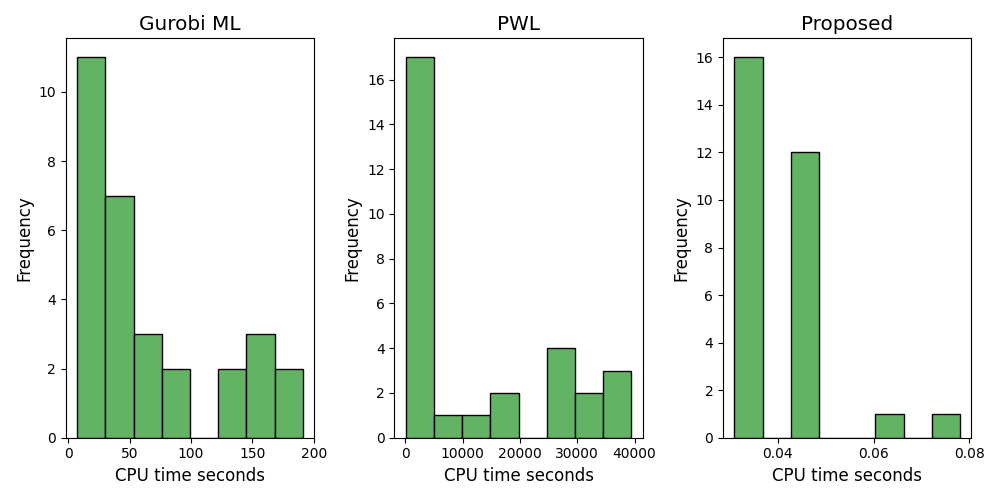 Gurobi ML
Frequency
10
8
6
4
2
0
0 50 100 150 200
CPU time seconds
PWL
Frequency
16
14
12
10
8
6
4
2
0
0 10000 20000 30000 40000
CPU time seconds
Proposed
Frequency
16
14
12
10
8
6
4
2
0
0.04 0.06 0.08
CPU time seconds